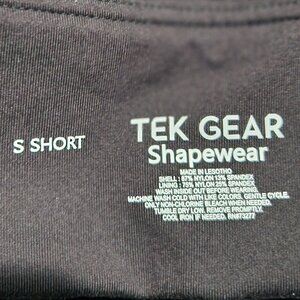 S SHORT
TEK GEAR
Shapewear
MADE IN LESOTHO
SHELL : 87% NYLON 13% SPANDEX
LINING : 75% NYLON 25% SPANDEX
WASH INSIDE OUT BEFORE WEARING.
MACHINE WASH COLD WITH LIKE COLORS, GENTLE CYCLE.
ONLY NON-CHLORINE BLEACH WHEN NEEDED.
TUMBLE DRY LOW. REMOVE PROMPTLY.
COOL IRON IF NEEDED. RN#73277